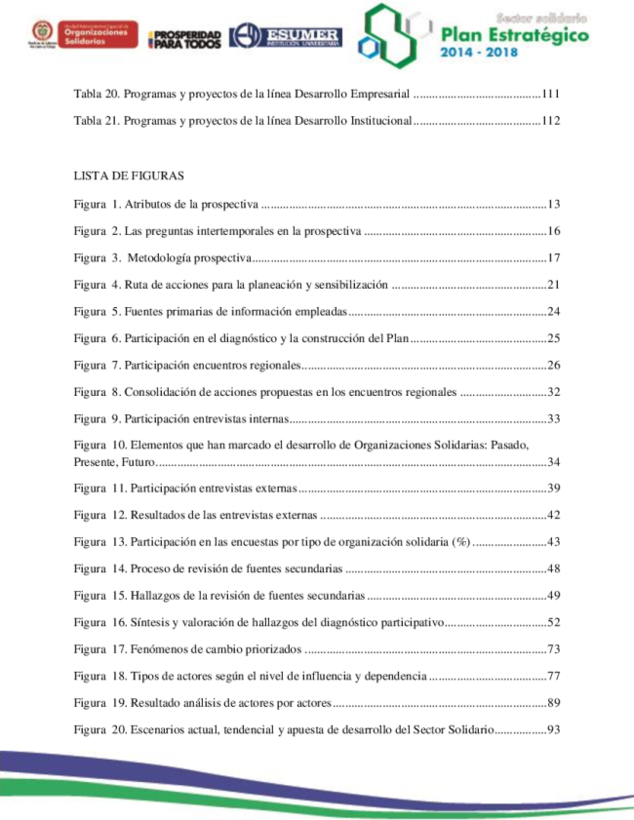 Organizaciones
Solidarias
PROSPERIDAD
PARA TODOS
ESUMER
INSTITUCIÓN UNIVERSITARIA
Sector solidario
Plan Estratégico
2014 - 2018
Tabla 20. Programas y proyectos de la línea Desarrollo Empresarial ..........................................111
Tabla 21. Programas y proyectos de la línea Desarrollo Institucional..........................................112
LISTA DE FIGURAS
Figura 1. Atributos de la prospectiva ............................................................................................13
Figura 2. Las preguntas intertemporales en la prospectiva ...........................................................16
Figura 3. Metodología prospectiva...............................................................................................17
Figura 4. Ruta de acciones para la planeación y sensibilización ..................................................21
Figura 5. Fuentes primarias de información empleadas................................................................24
Figura 6. Participación en el diagnóstico y la construcción del Plan............................................25
Figura 7. Participación encuentros regionales...............................................................................26
Figura 8. Consolidación de acciones propuestas en los encuentros regionales ............................32
Figura 9. Participación entrevistas internas...................................................................................33
Figura 10. Elementos que han marcado el desarrollo de Organizaciones Solidarias: Pasado,
Presente, Futuro..............................................................................................................................34
Figura 11. Participación entrevistas externas................................................................................39
Figura 12. Resultados de las entrevistas externas .........................................................................42
Figura 13. Participación en las encuestas por tipo de organización solidaria (%) ........................43
Figura 14. Proceso de revisión de fuentes secundarias .................................................................48
Figura 15. Hallazgos de la revisión de fuentes secundarias ..........................................................49
Figura 16. Síntesis y valoración de hallazgos del diagnóstico participativo.................................52
Figura 17. Fenómenos de cambio priorizados ..............................................................................73
Figura 18. Tipos de actores según el nivel de influencia y dependencia ......................................77
Figura 19. Resultado análisis de actores por actores.....................................................................89
Figura 20. Escenarios actual, tendencial y apuesta de desarrollo del Sector Solidario.................93